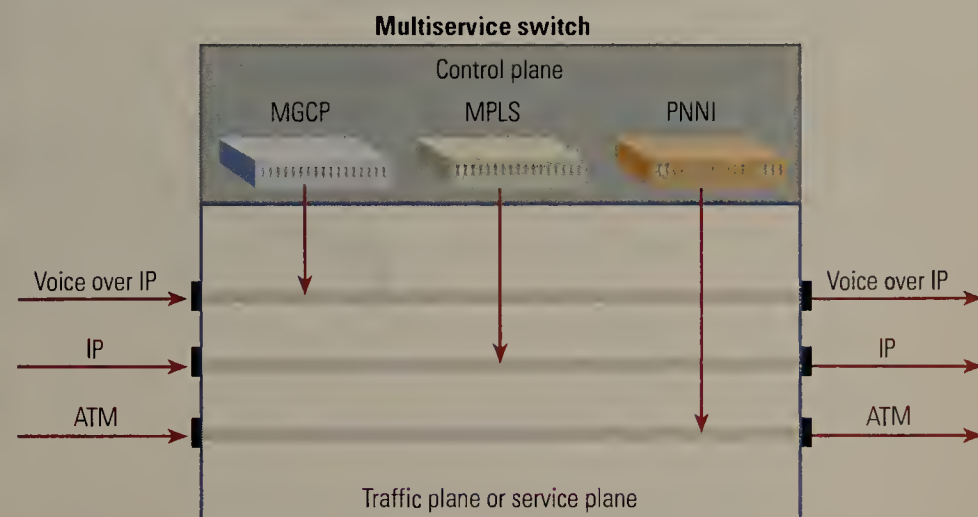 Multiservice switch
Control plane
MGCP MPLS PNNI
Voice over IP Voice over IP
IP IP
ATM ATM
Traffic plane or service plane